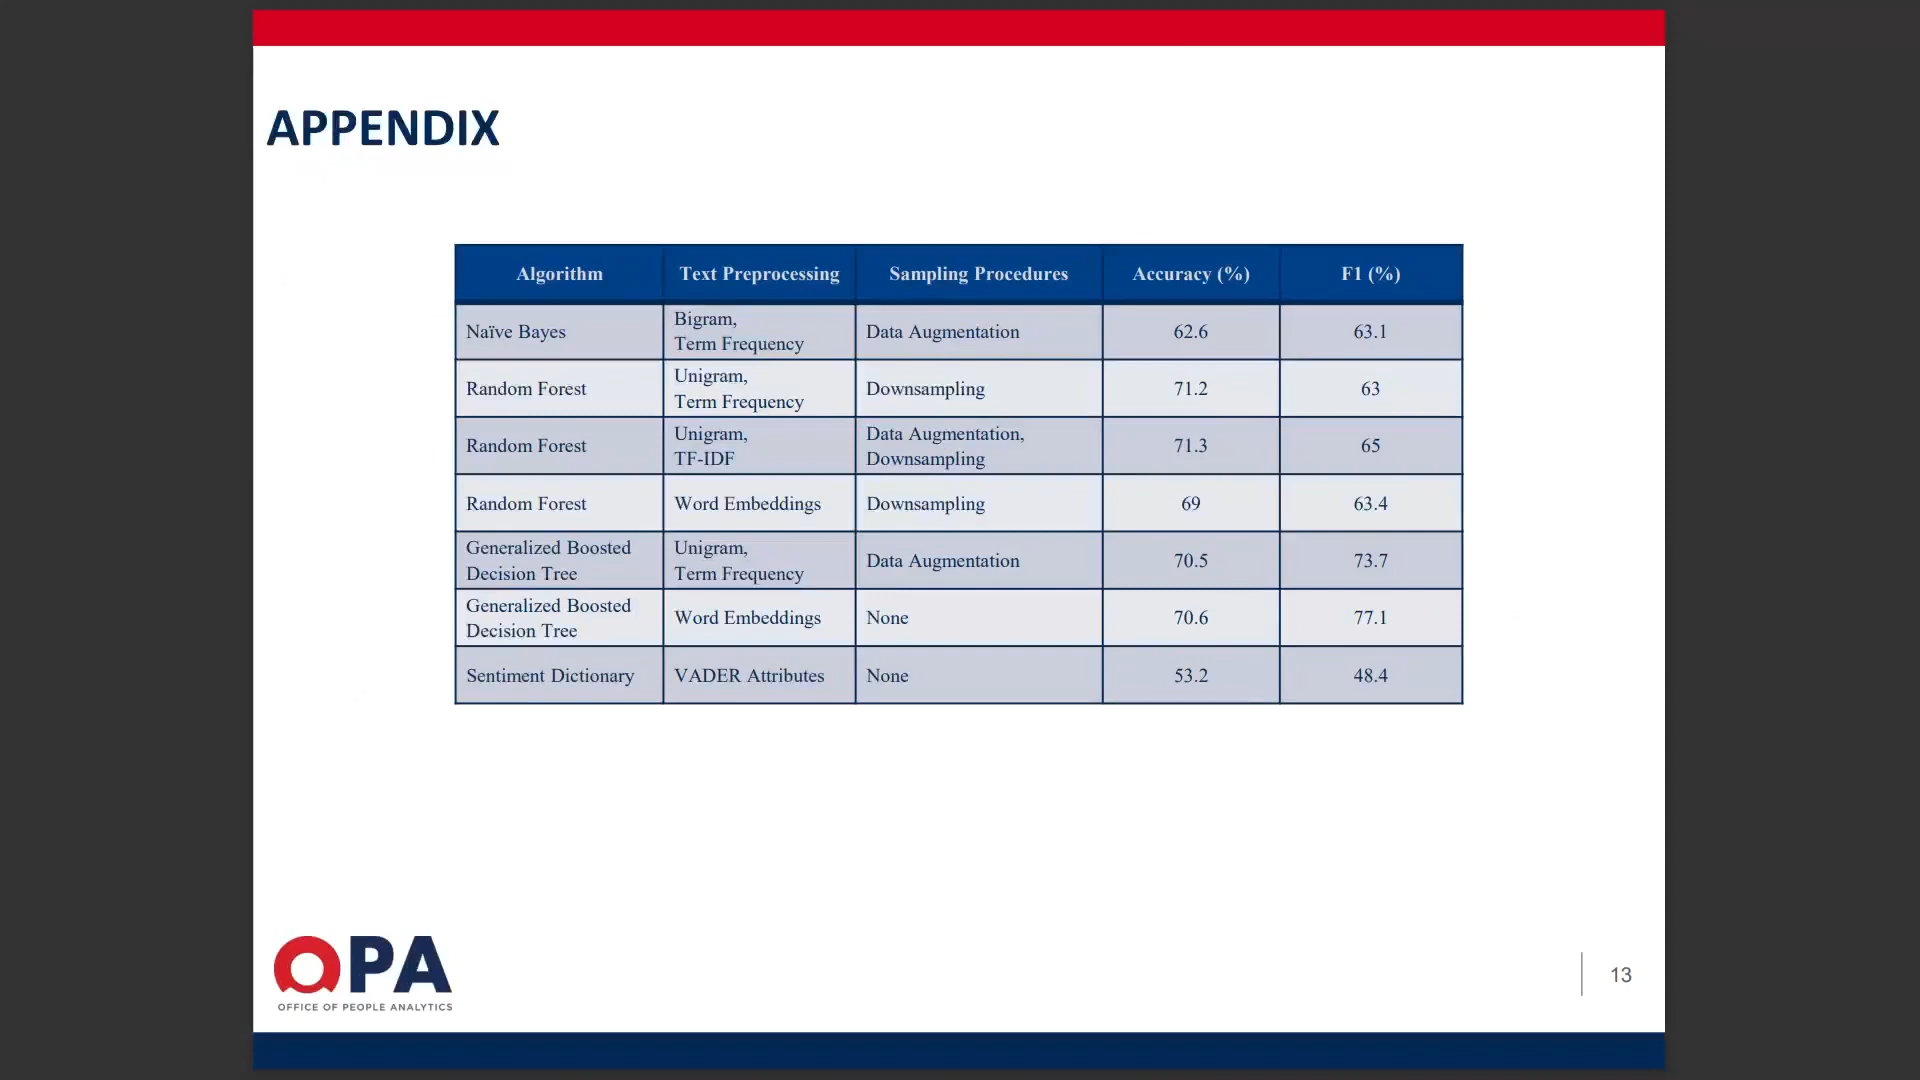 APPENDIX
Algorithm Text Preprocessing Sampling Procedures Accuracy (%) F1 (%)
Naïve Bayes Bigram, Term Frequency Data Augmentation 62.6 63.1
Random Forest Unigram, Term Frequency Downsampling 71.2 63
Random Forest Unigram, TF-IDF Data Augmentation, Downsampling 71.3 65
Random Forest Word Embeddings Downsampling 69 63.4
Generalized Boosted Decision Tree Unigram, Term Frequency Data Augmentation 70.5 73.7
Generalized Boosted Decision Tree Word Embeddings None 70.6 77.1
Sentiment Dictionary VADER Attributes None 53.2 48.4
OPA
OFFICE OF PEOPLE ANALYTICS
13